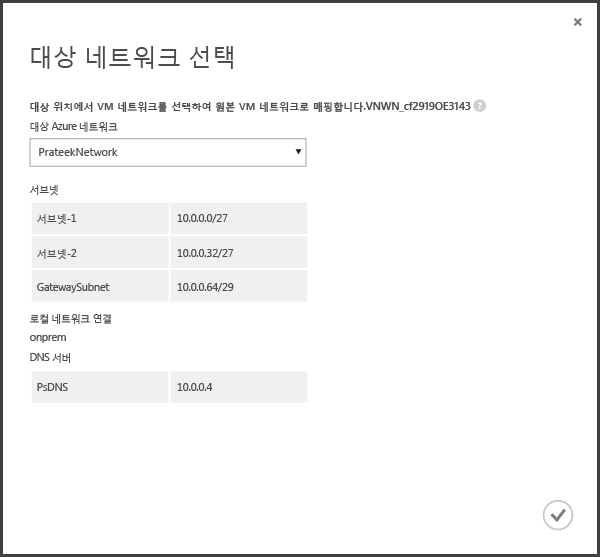 대상 네트워크 선택
대상 위치에서 VM 네트워크를 선택하여 원본 VM 네트워크로 매핑합니다.VNWN_cf2919OE3143 ?
대상 Azure 네트워크
PrateekNetwork
서브넷
서브넷-1 10.0.0.0/27
서브넷-2 10.0.0.32/27
GatewaySubnet 10.0.0.64/29
로컬 네트워크 연결
onprem
DNS 서버
PsDNS 10.0.0.4